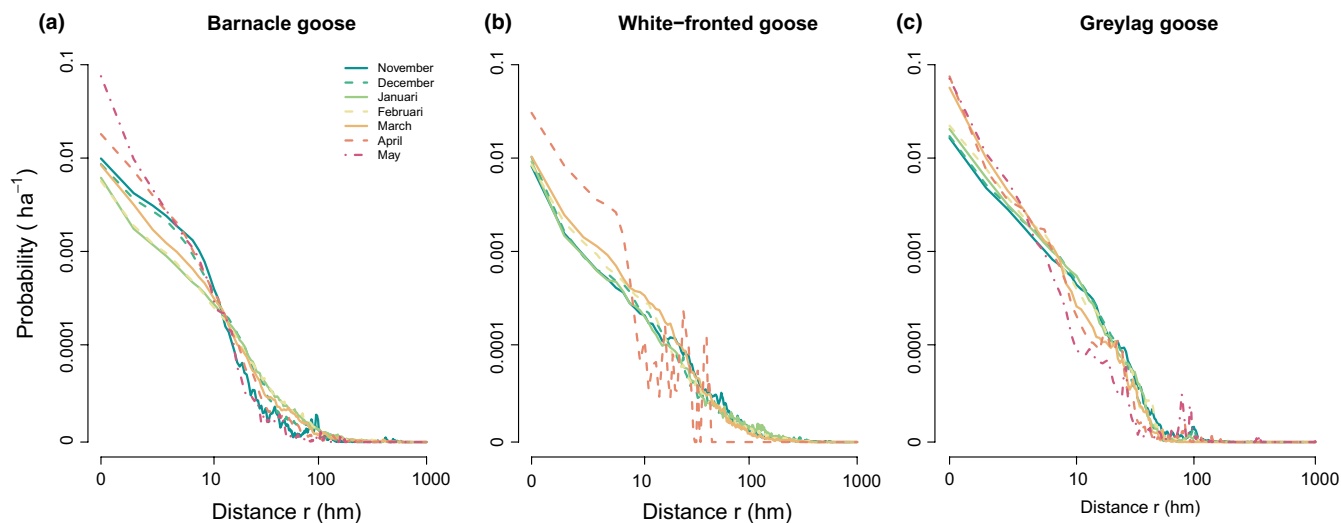 (a) Barnacle goose
(b) White−fronted goose
(c) Greylag goose
Probability ( ha−1)
0.1
0.01
0.001
0.0001
0
November
December
Januari
Februari
March
April
May
0 10 100 1000
Distance r (hm)
0.1
0.01
0.001
0.0001
0
0 10 100 1000
Distance r (hm)
0.1
0.01
0.001
0.0001
0
0 10 100 1000
Distance r (hm)